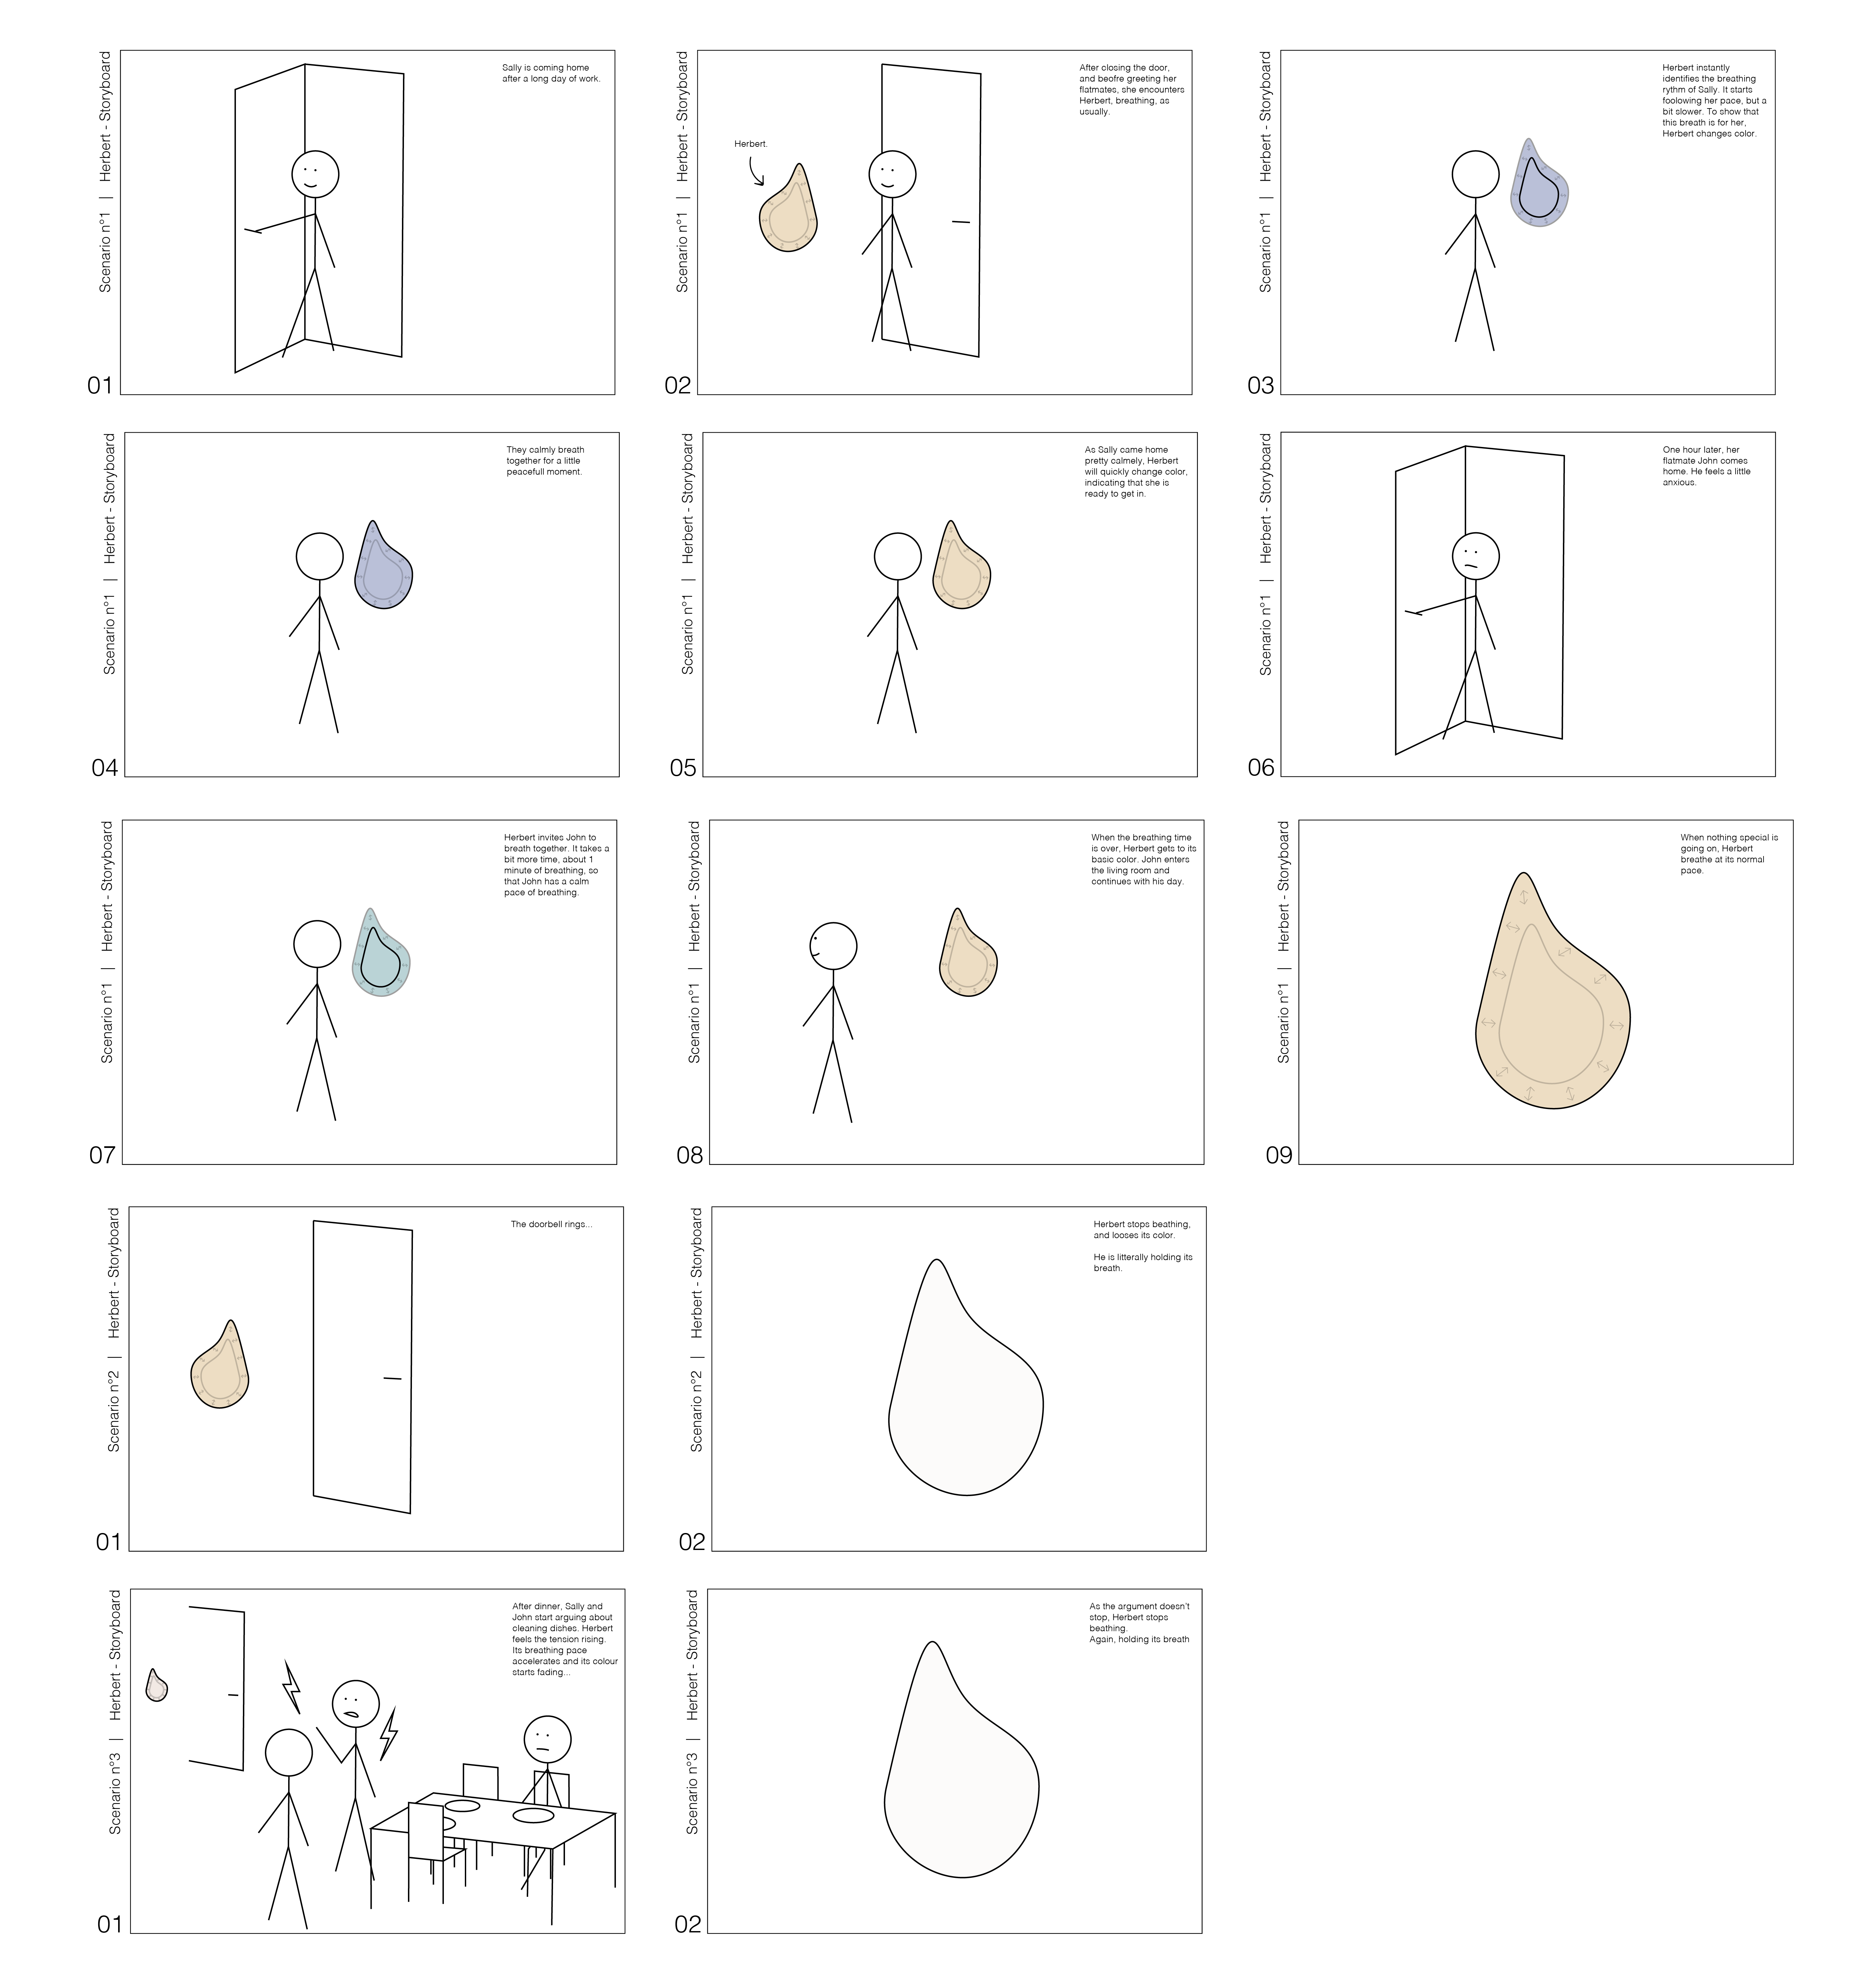 Scenario n°1 | Herbert - Storyboard
01
Sally is coming home
after a long day of work.
Scenario n°1 | Herbert - Storyboard
02
After closing the door,
and beofre greeting her
flatmates, she encounters
Herbert, breathing, as
usually.
Herbert.
Scenario n°1 | Herbert - Storyboard
03
Herbert instantly
identifies the breathing
rythm of Sally. It starts
foolowing her pace, but a
bit slower. To show that
this breath is for her,
Herbert changes color.
Scenario n°1 | Herbert - Storyboard
04
They calmly breath
together for a little
peacefull moment.
Scenario n°1 | Herbert - Storyboard
05
As Sally came home
pretty calmely, Herbert
will quickly change color,
indicating that she is
ready to get in.
Scenario n°1 | Herbert - Storyboard
06
One hour later, her
flatmate John comes
home. He feels a little
anxious.
Scenario n°1 | Herbert - Storyboard
07
Herbert invites John to
breath together. It takes a
bit more time, about 1
minute of breathing, so
that John has a calm
pace of breathing.
Scenario n°1 | Herbert - Storyboard
08
When the breathing time
is over, Herbert gets to its
basic color. John enters
the living room and
continues with his day.
Scenario n°1 | Herbert - Storyboard
09
When nothing special is
going on, Herbert
breathe at its normal
pace.
Scenario n°2 | Herbert - Storyboard
01
The doorbell rings...
Scenario n°2 | Herbert - Storyboard
02
Herbert stops beathing,
and looses its color.
He is litterally holding its
breath.
Scenario n°3 | Herbert - Storyboard
01
After dinner, Sally and
John start arguing about
cleaning dishes. Herbert
feels the tension rising.
Its breathing pace
accelerates and its colour
starts fading...
Scenario n°3 | Herbert - Storyboard
02
As the argument doesn't
stop, Herbert stops
beathing.
Again, holding its breath